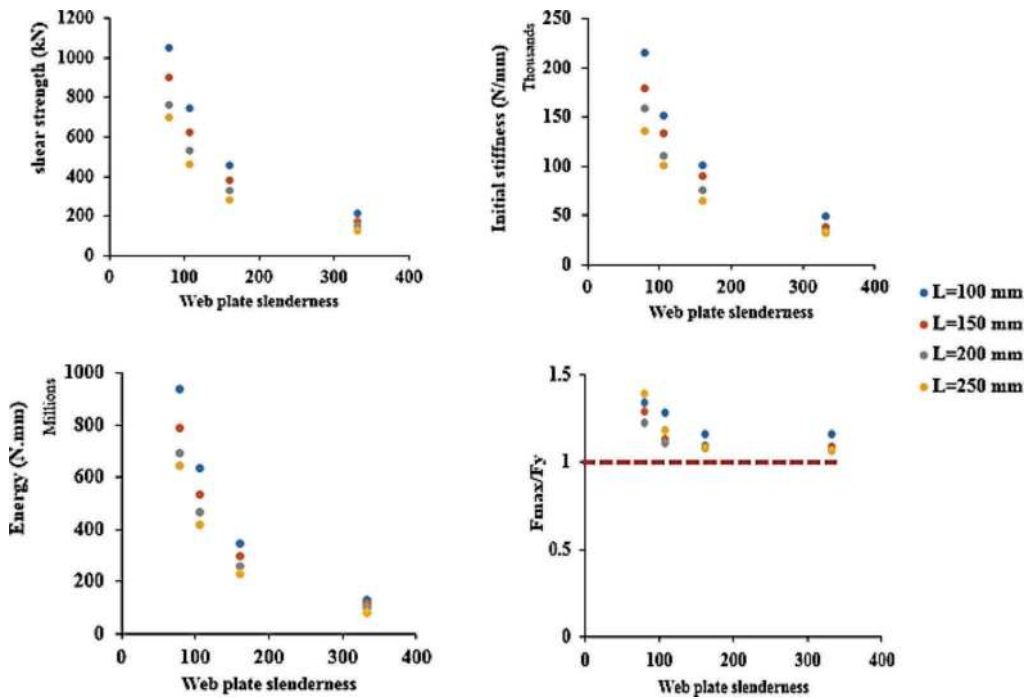 shear strength (kN)
1200
1000
800
600
400
200
0
0 100 200 300 400
Web plate slenderness
Initial stiffness (N/mm)
Thousands
250
200
150
100
50
0
0 100 200 300 400
Web plate slenderness
Energy (N.mm)
Millions
1000
800
600
400
200
0
0 100 200 300 400
Web plate slenderness
Fmax/Fy
1.5
1
0.5
0
0 100 200 300 400
Web plate slenderness
L=100 mm
L=150 mm
L=200 mm
L=250 mm